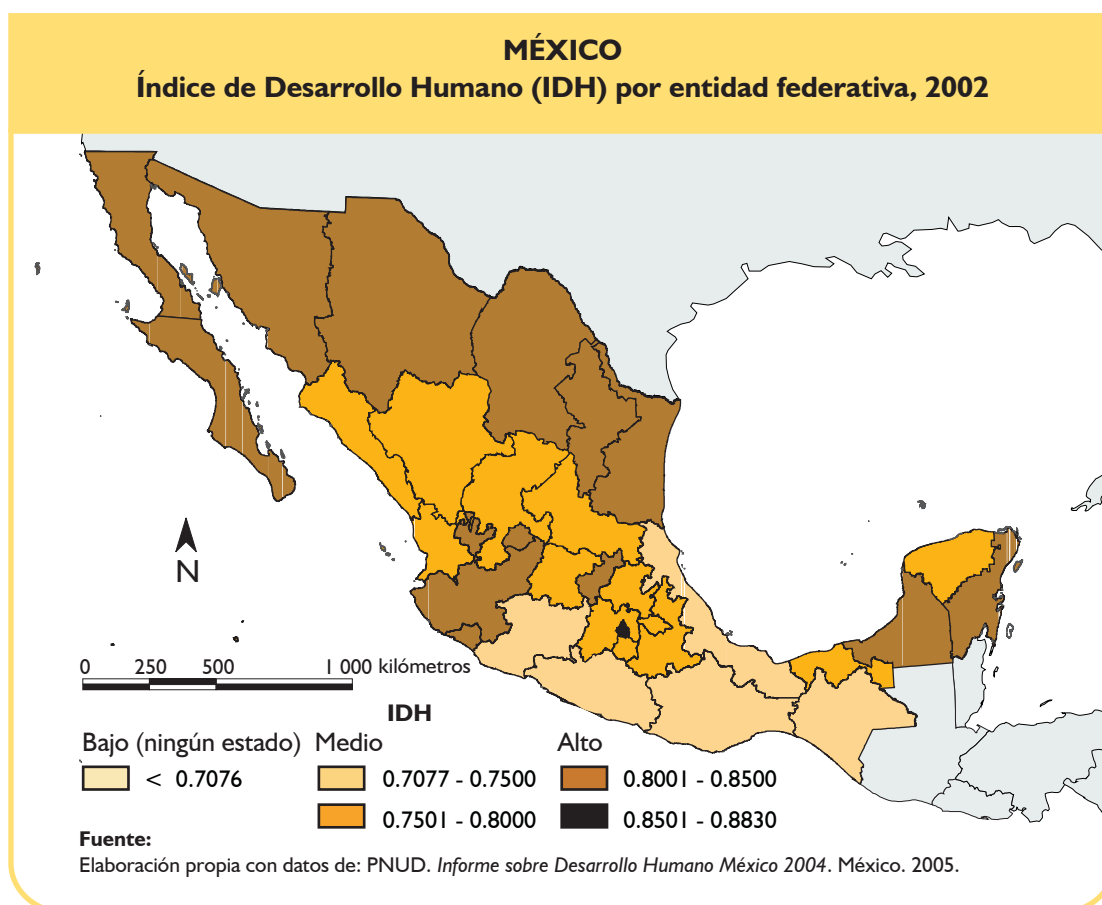 MÉXICO
Índice de Desarrollo Humano (IDH) por entidad federativa, 2002
N
0 250 500 1 000 kilómetros
IDH
Bajo (ningún estado) Medio Alto
< 0.7076 0.7077 - 0.7500 0.8001 - 0.8500
0.7501 - 0.8000 0.8501 - 0.8830
Fuente:
Elaboración propia con datos de: PNUD. Informe sobre Desarrollo Humano México 2004. México. 2005.